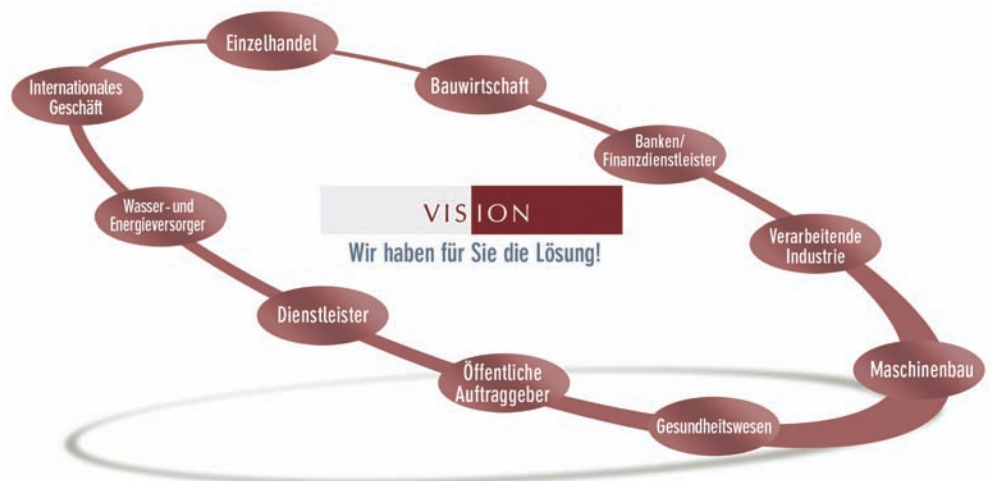 Einzelhandel
Bauwirtschaft
Internationales
Geschäft
Banken/
Finanzdienstleister
Wasser- und
Energieversorger
VISION
Wir haben für Sie die Lösung!
Verarbeitende
Industrie
Dienstleister
Öffentliche
Auftraggeber
Maschinenbau
Gesundheitswesen